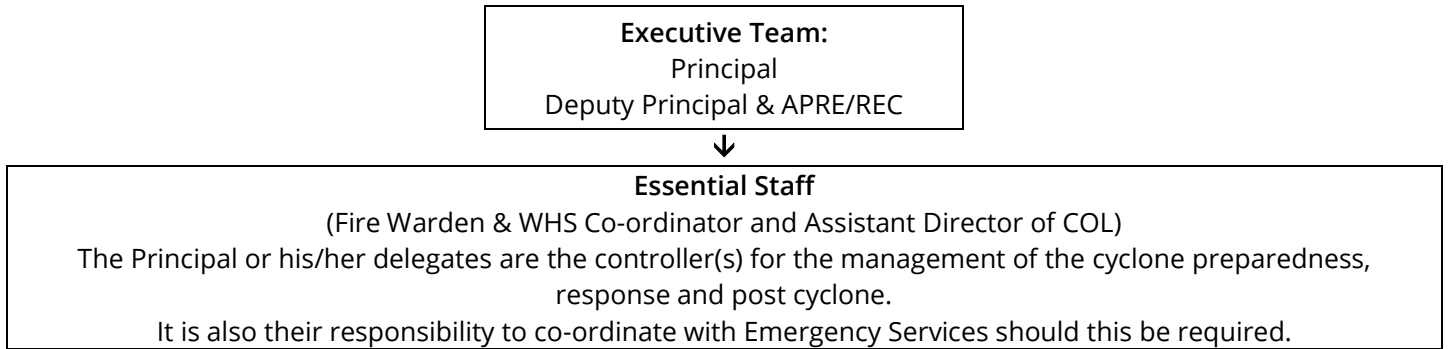 Executive Team:
Principal
Deputy Principal & APRE/REC
↓
Essential Staff
(Fire Warden & WHS Co-ordinator and Assistant Director of COL)
The Principal or his/her delegates are the controller(s) for the management of the cyclone preparedness,
response and post cyclone.
It is also their responsibility to co-ordinate with Emergency Services should this be required.